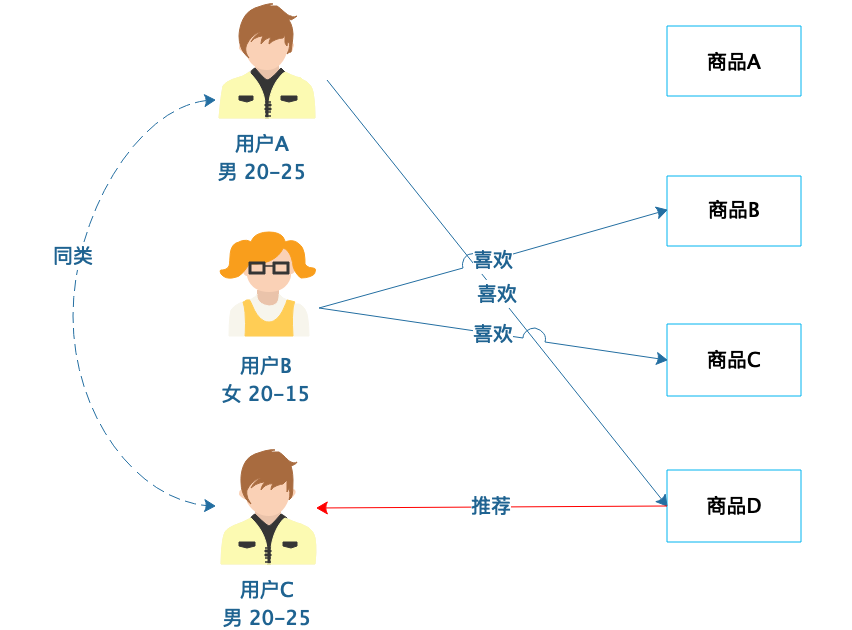 商品A
用户A
男 20-25
商品B
同类
喜欢
喜欢
喜欢
商品C
用户B
女 20-15
推荐
商品D
用户C
男 20-25